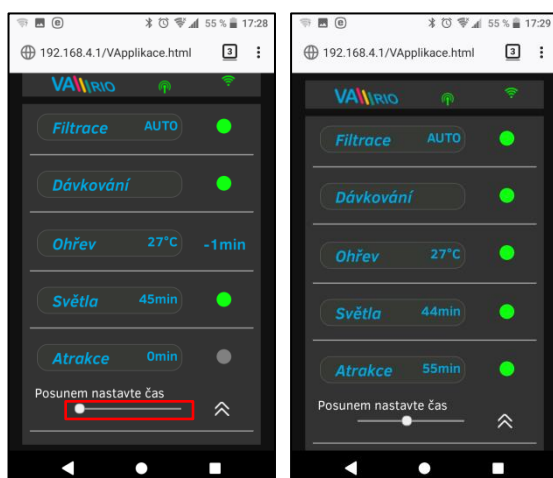 55 % 17:28
192.168.4.1/VApplikace.html 3
VA RIO
Filtrace AUTO
Dávkování
Ohřev 27°C -1min
Světla 45min
Atrakce 0min
Posunem nastavte čas
55 % 17:29
192.168.4.1/VApplikace.html 3
VA RIO
Filtrace AUTO
Dávkování
Ohřev 27°C
Světla 44min
Atrakce 55min
Posunem nastavte čas